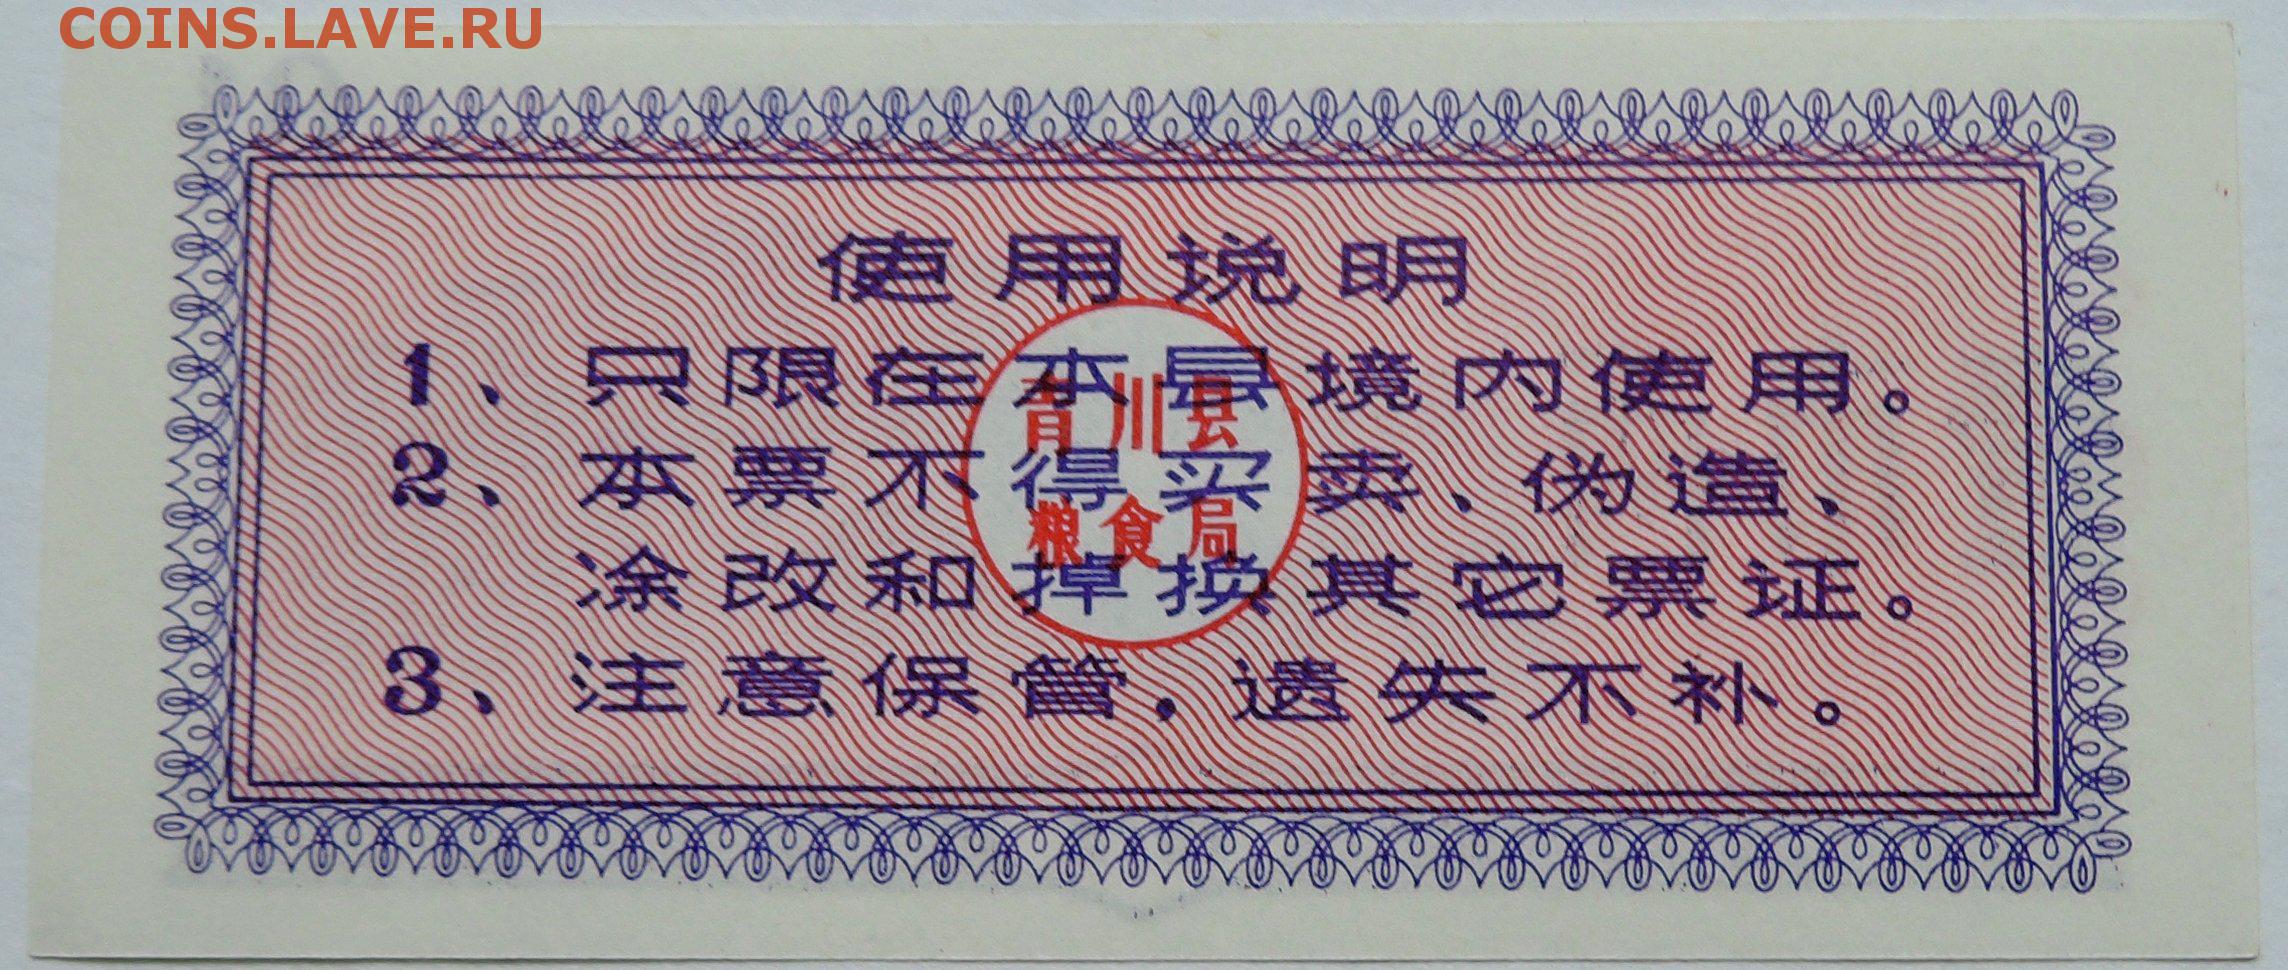 COINS.LAVE.RU
使用说明
1、只限在本县境内使用。
青川县
2、本票不得买卖、伪造、
粮食局
涂改和掉换其它票证。
3、注意保管，遗失不补。